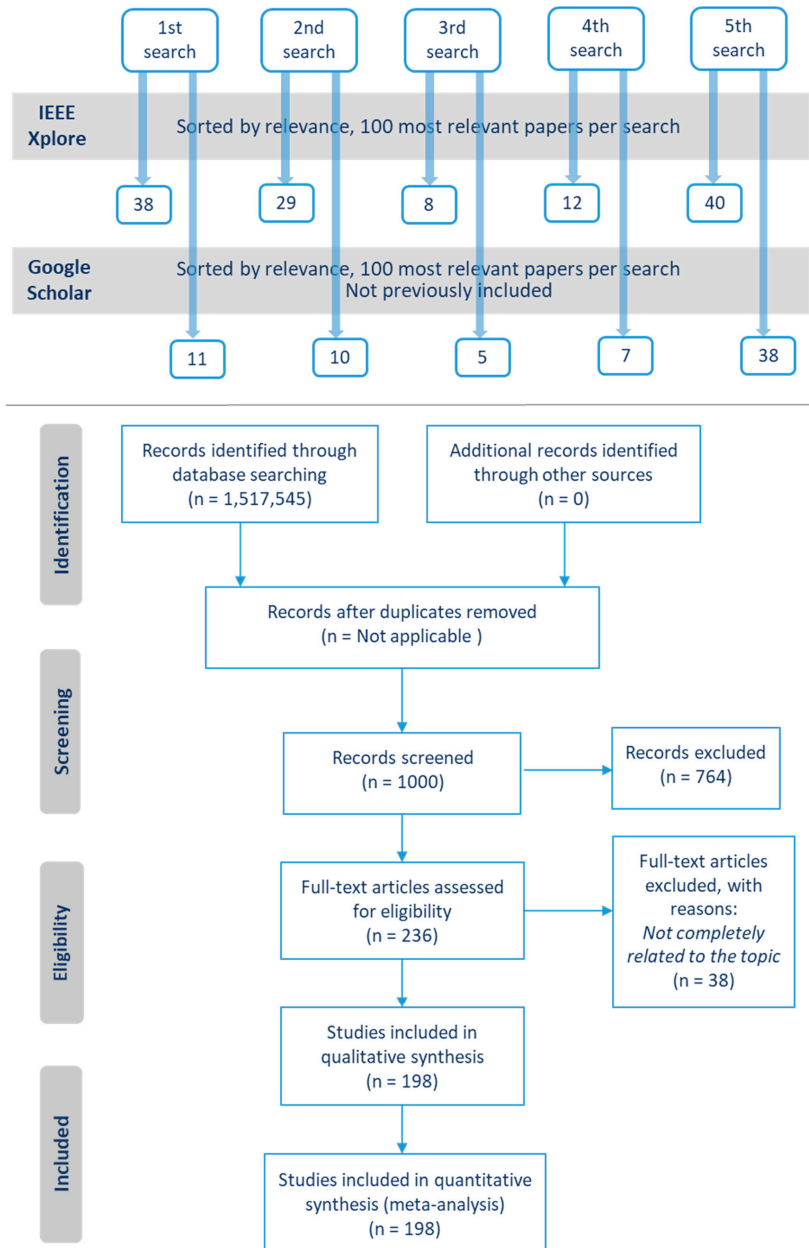 1st
search
2nd
search
3rd
search
4th
search
5th
search
IEEE
Xplore
Sorted by relevance, 100 most relevant papers per search
38
29
8
12
40
Google
Scholar
Sorted by relevance, 100 most relevant papers per search
Not previously included
11
10
5
7
38
Identification
Records identified through
database searching
(n = 1,517,545)
Additional records identified
through other sources
(n = 0)
Records after duplicates removed
(n = Not applicable )
Screening
Records screened
(n = 1000)
Records excluded
(n = 764)
Eligibility
Full-text articles assessed
for eligibility
(n = 236)
Full-text articles
excluded, with
reasons:
Not completely
related to the topic
(n = 38)
Studies included in
qualitative synthesis
(n = 198)
Included
Studies included in quantitative
synthesis (meta-analysis)
(n = 198)